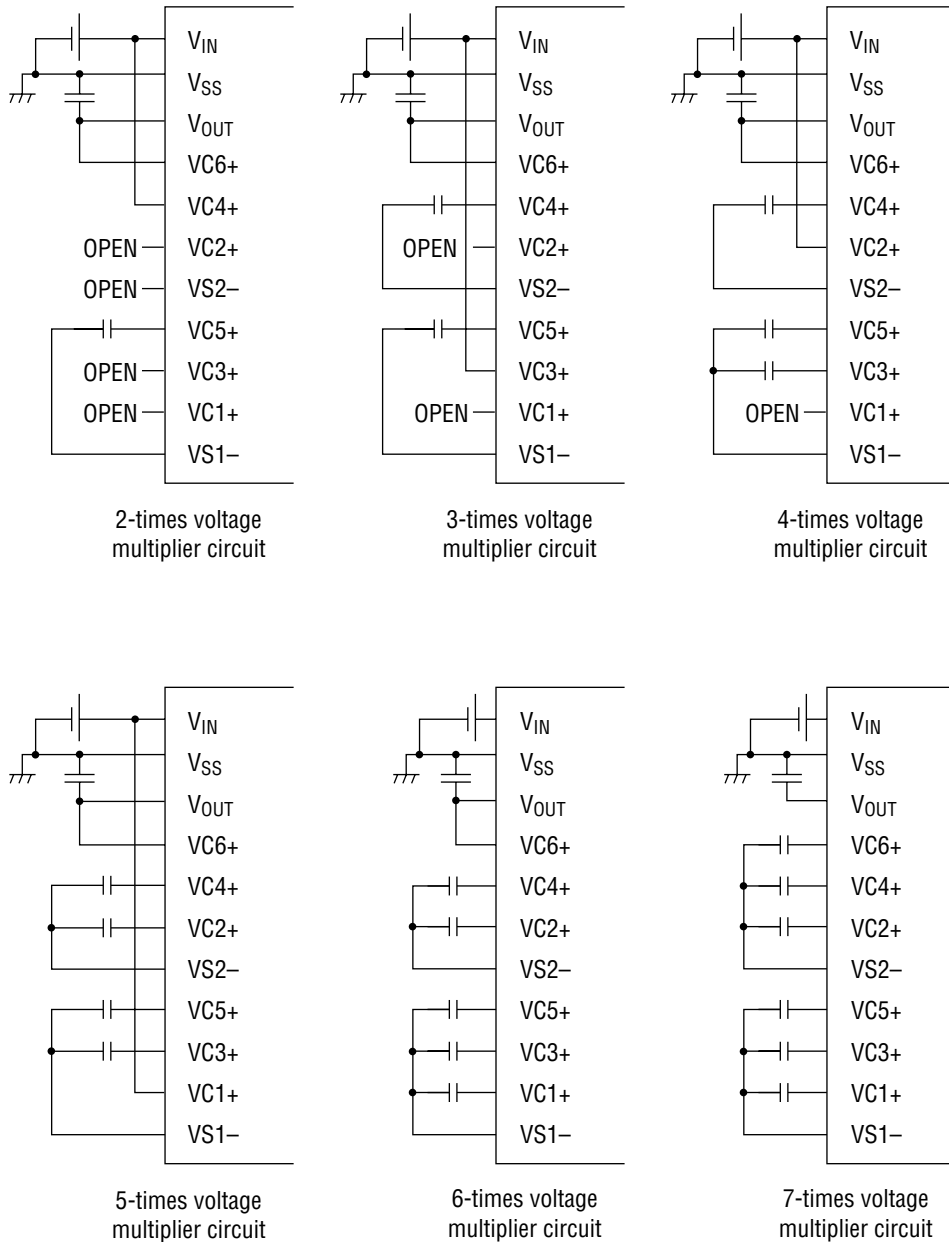 VIN
VSS
VOUT
VC6+
VC4+
OPEN VC2+
OPEN VS2–
VC5+
OPEN VC3+
OPEN VC1+
VS1–
2-times voltage
multiplier circuit
VIN
VSS
VOUT
VC6+
VC4+
OPEN VC2+
VS2–
VC5+
VC3+
OPEN VC1+
VS1–
3-times voltage
multiplier circuit
VIN
VSS
VOUT
VC6+
VC4+
VC2+
VS2–
VC5+
VC3+
OPEN VC1+
VS1–
4-times voltage
multiplier circuit
VIN
VSS
VOUT
VC6+
VC4+
VC2+
VS2–
VC5+
VC3+
VC1+
VS1–
5-times voltage
multiplier circuit
VIN
VSS
VOUT
VC6+
VC4+
VC2+
VS2–
VC5+
VC3+
VC1+
VS1–
6-times voltage
multiplier circuit
VIN
VSS
VOUT
VC6+
VC4+
VC2+
VS2–
VC5+
VC3+
VC1+
VS1–
7-times voltage
multiplier circuit